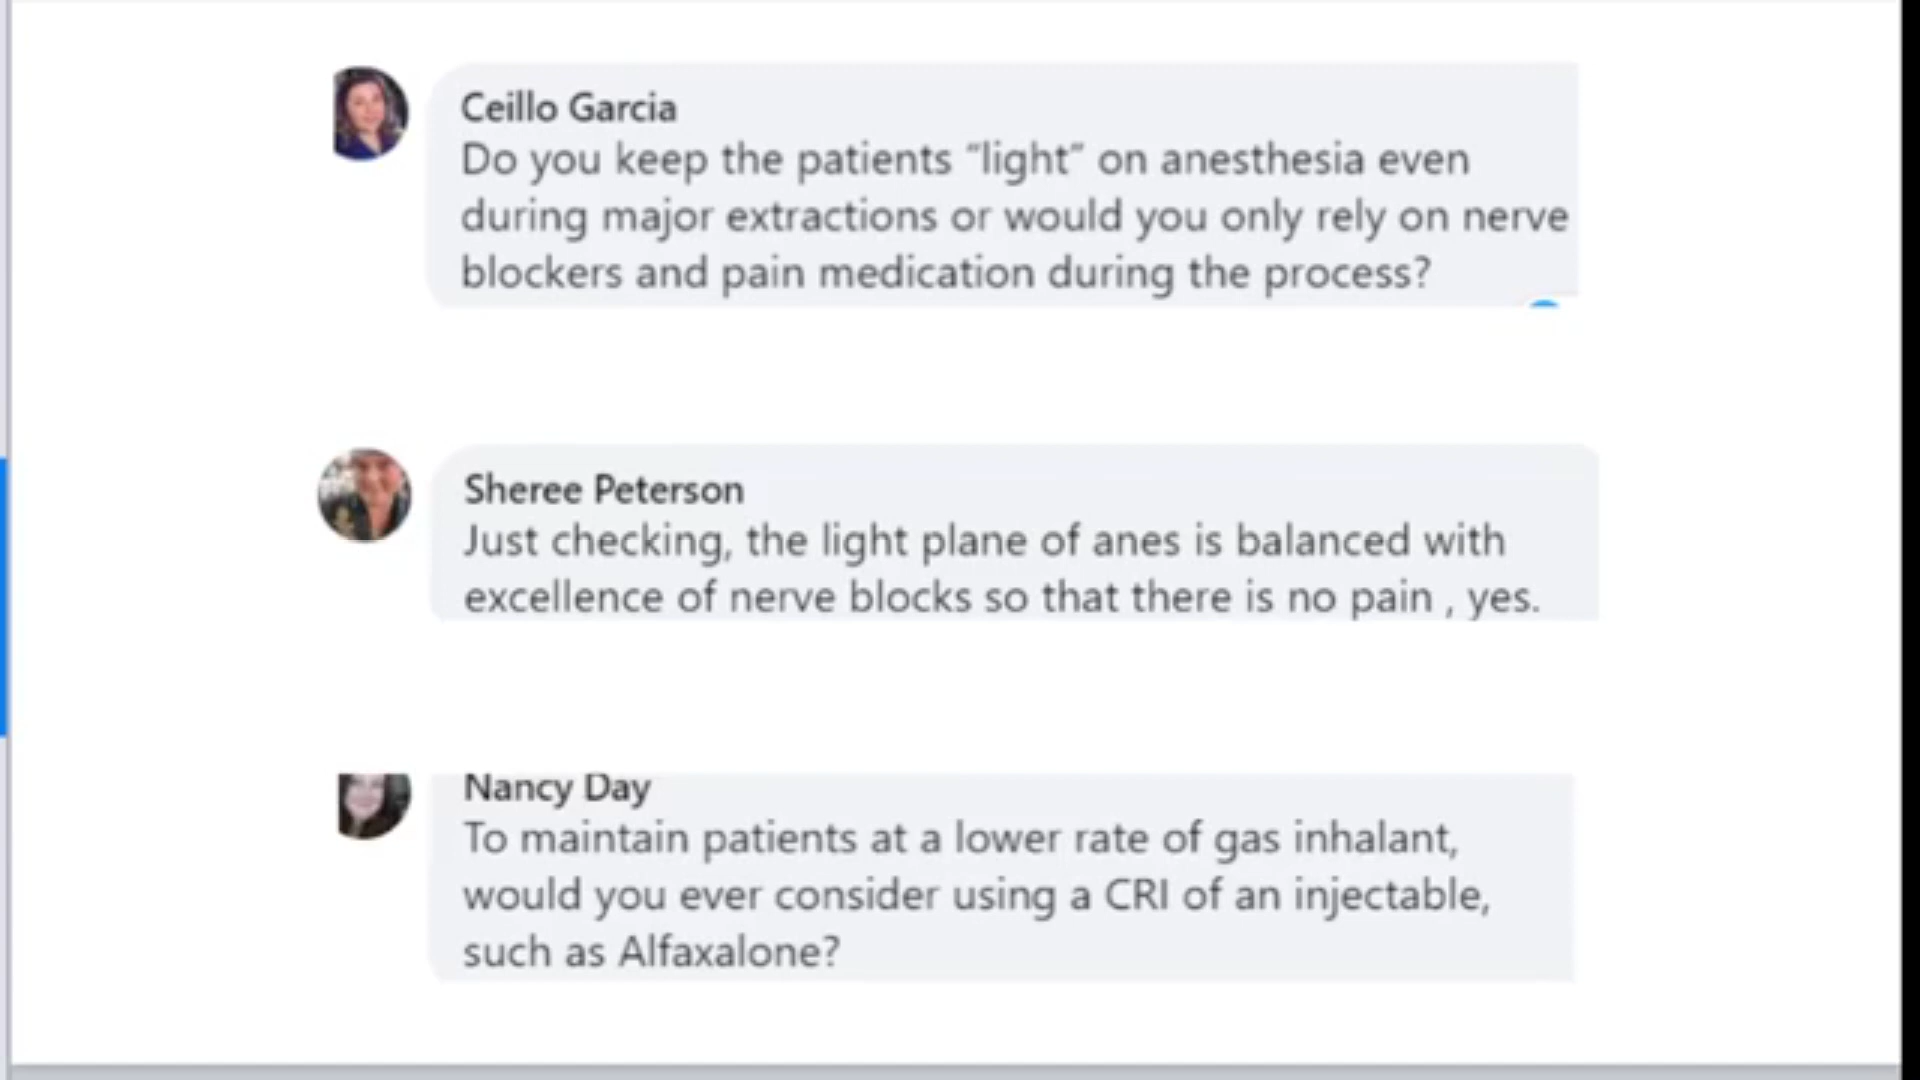 Ceillo Garcia
Do you keep the patients “light” on anesthesia even
during major extractions or would you only rely on nerve
blockers and pain medication during the process?
Sheree Peterson
Just checking, the light plane of anes is balanced with
excellence of nerve blocks so that there is no pain , yes.
Nancy Day
To maintain patients at a lower rate of gas inhalant,
would you ever consider using a CRI of an injectable,
such as Alfaxalone?